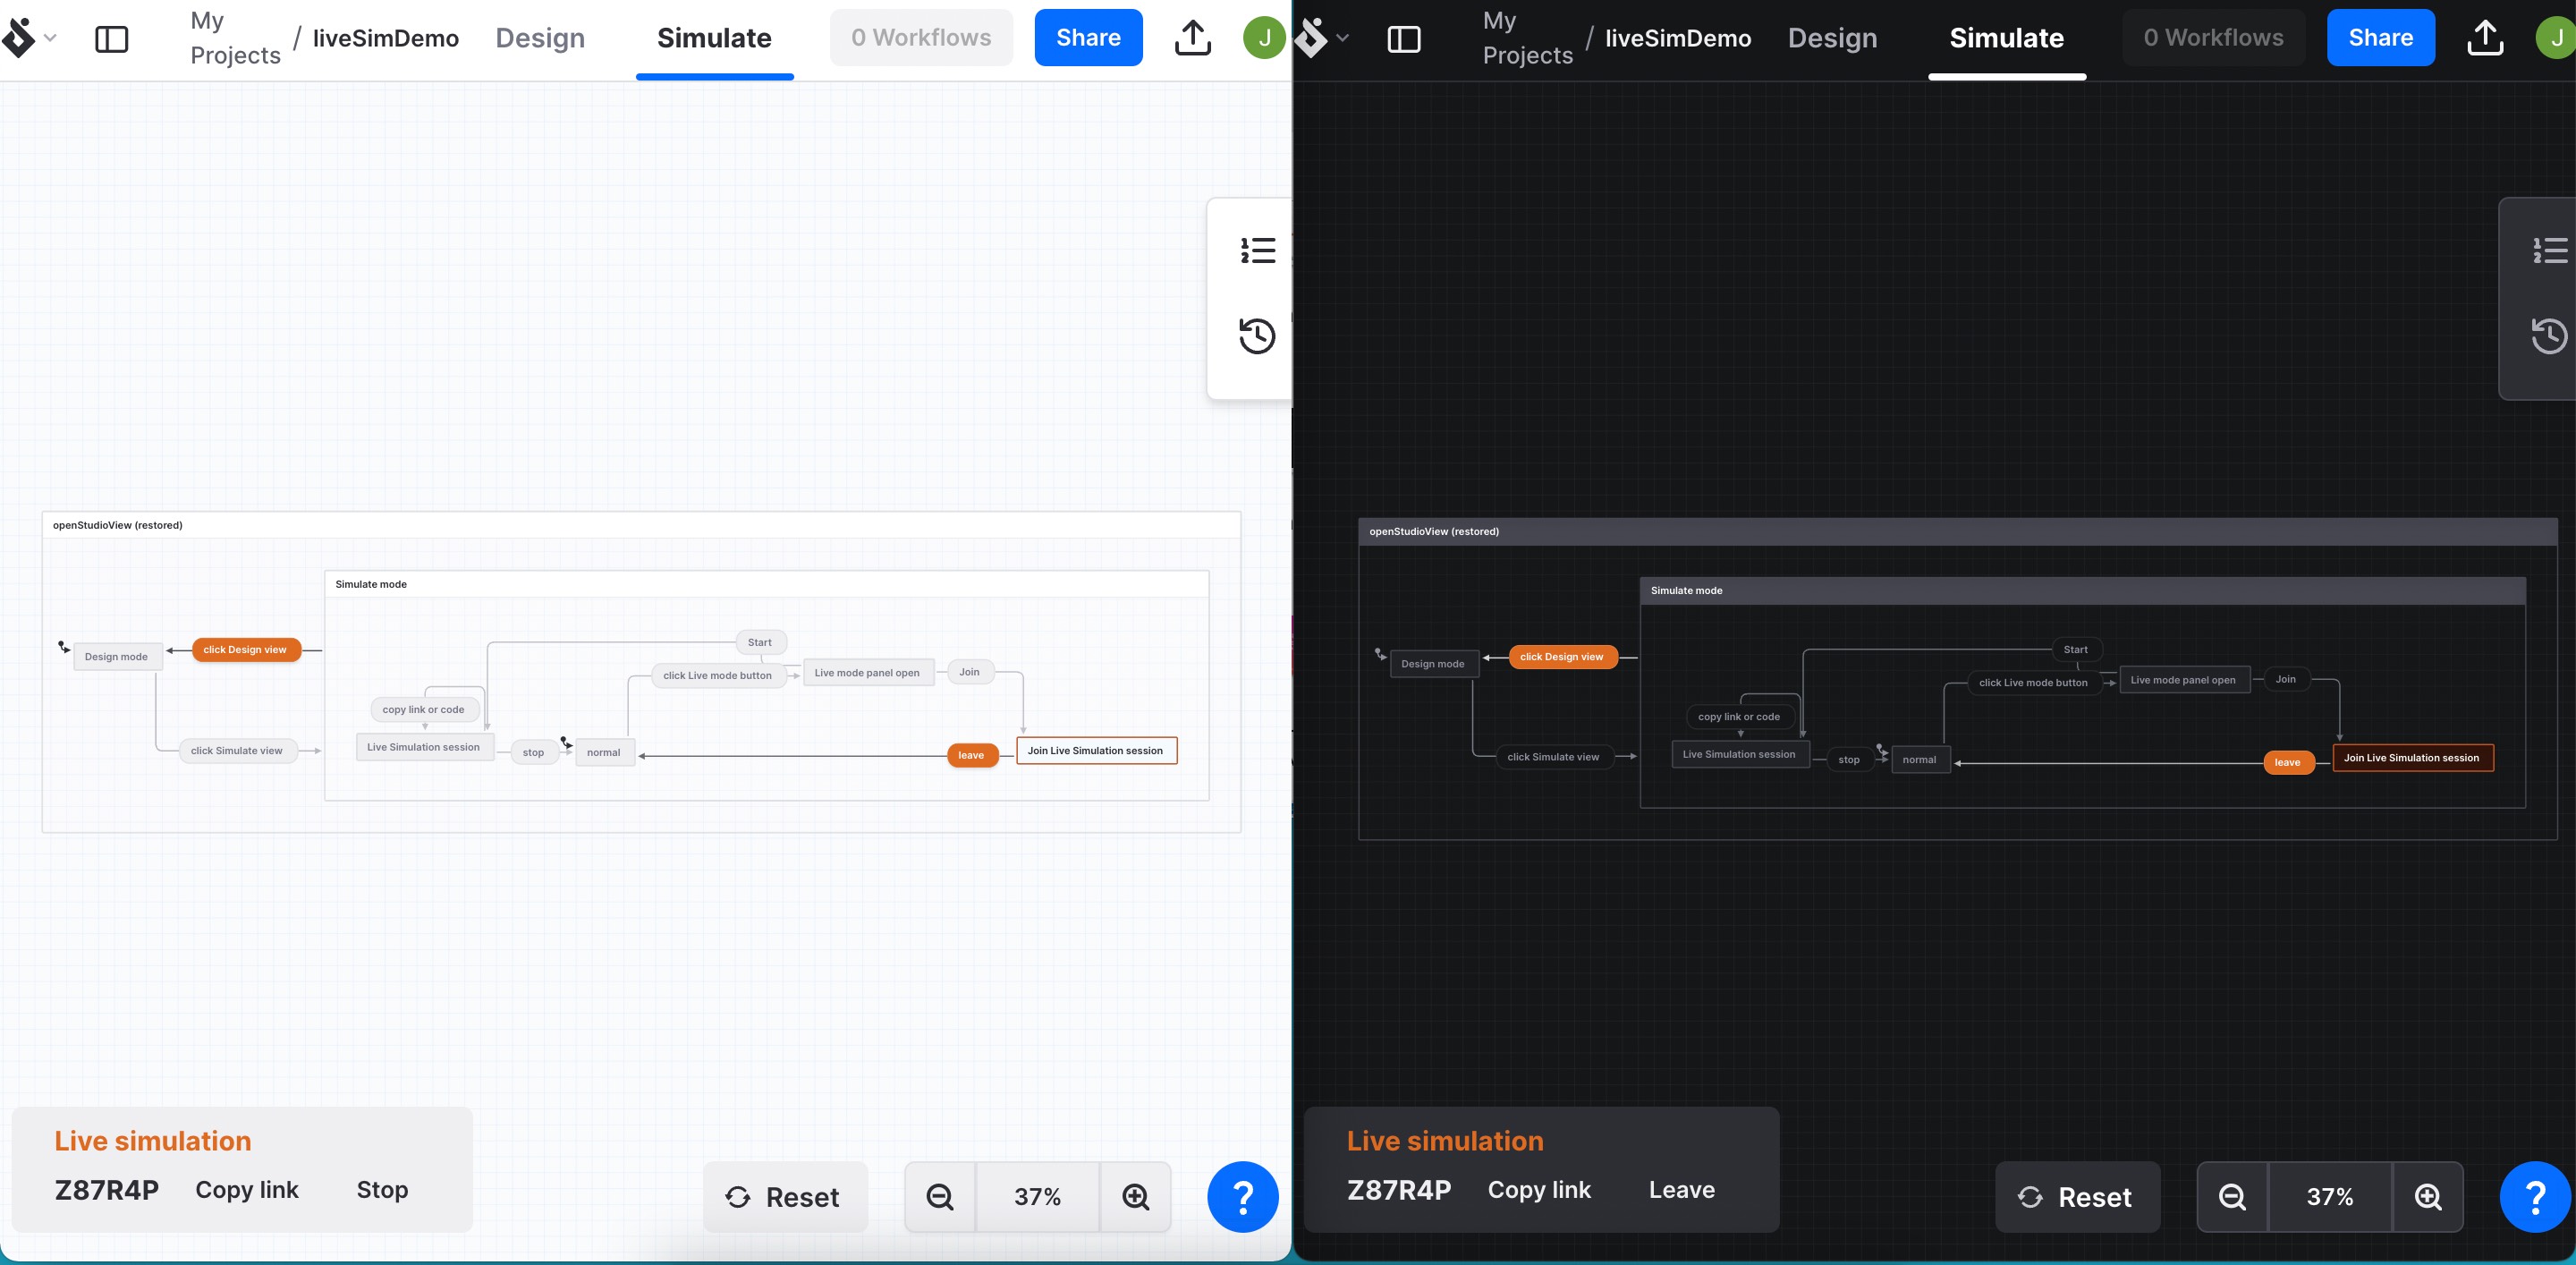 My
Projects / liveSimDemo Design Simulate 0 Workflows Share J
1
2
openStudioView (restored)
Simulate mode
Start
Design mode click Design view
click Live mode button Live mode panel open Join
copy link or code
click Simulate view Live Simulation session stop normal leave Join Live Simulation session
Live simulation
Z87R4P Copy link Stop
Reset 37% ?
My
Projects / liveSimDemo Design Simulate 0 Workflows Share J
1
2
openStudioView (restored)
Simulate mode
Start
Design mode click Design view
click Live mode button Live mode panel open Join
copy link or code
click Simulate view Live Simulation session stop normal leave Join Live Simulation session
Live simulation
Z87R4P Copy link Leave
Reset 37% ?